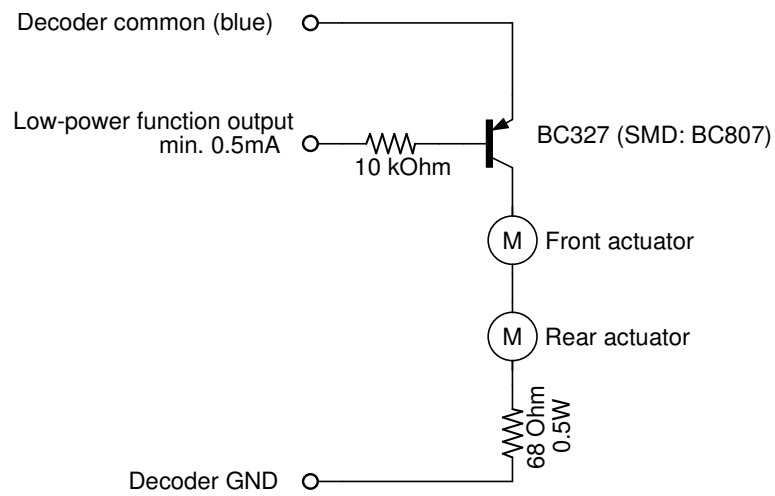 Decoder common (blue)
Low-power function output
min. 0.5mA
10 kOhm
BC327 (SMD: BC807)
M
Front actuator
M
Rear actuator
68 Ohm
0.5W
Decoder GND